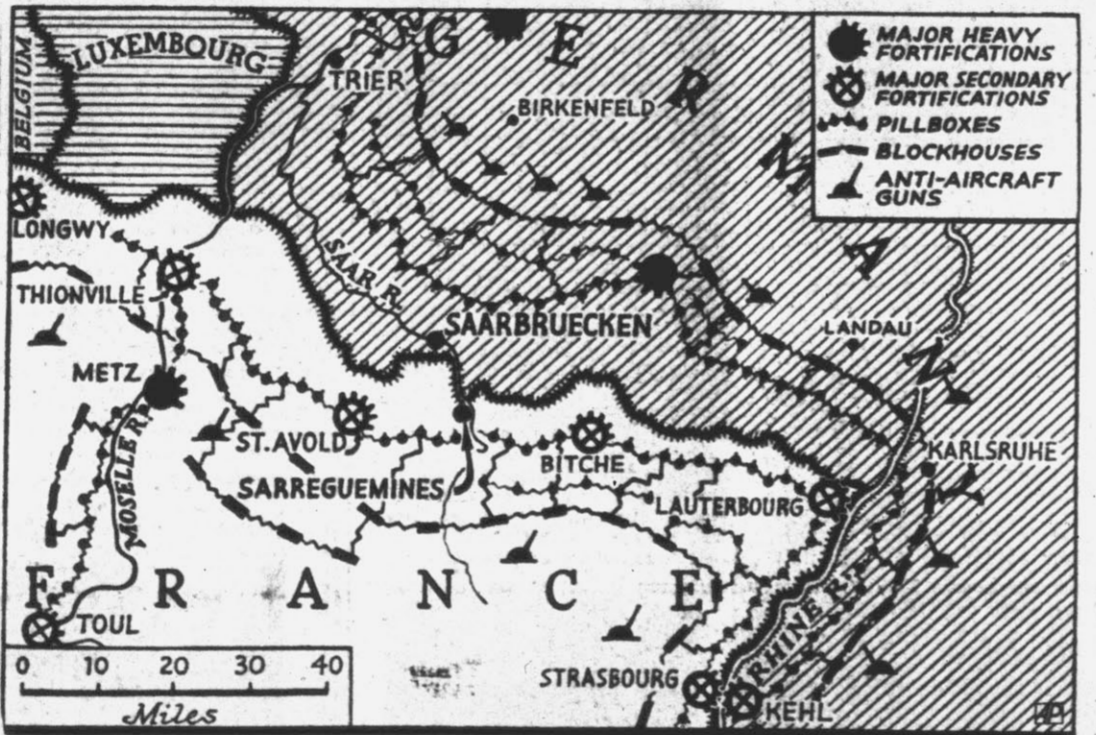 BELGIUM
LUXEMBOURG
GERMANY
TRIER
BIRKENFELD
MAJOR HEAVY
FORTIFICATIONS
MAJOR SECONDARY
FORTIFICATIONS
PILLBOXES
BLOCKHOUSES
ANTI-AIRCRAFT
GUNS
LONGWY
THIONVILLE
SAAR R.
SAARBRUECKEN
LANDAU
METZ
MOSELLE R.
ST. AVOLD
BITCHE
KARLSRUHE
SARREGUEMINES
LAUTERBOURG
FRANCE
TOUL
RHINE R.
STRASBOURG
KEHL
0 10 20 30 40
Miles